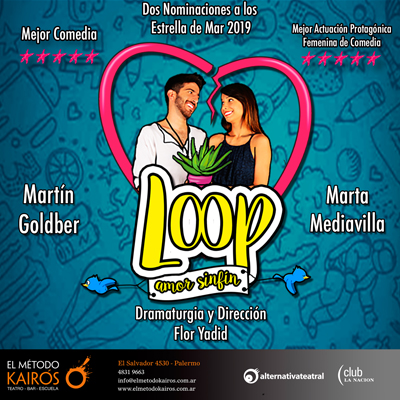 Dos Nominaciones a los
Estrella de Mar 2019
Mejor Comedia
Mejor Actuación Protagónica
Femenina de Comedia
Martín
Goldber
Marta
Mediavilla
Loop
amor sinfín
Dramaturgia y Dirección
Flor Yadid
EL MÉTODO
KAIROS
TEATRO - BAR - ESCUELA
El Salvador 4530 - Palermo
4831 9663
info@elmetodokairos.com.ar
www.elmetodokairos.com.ar
alternativateatral
club
LA NACION